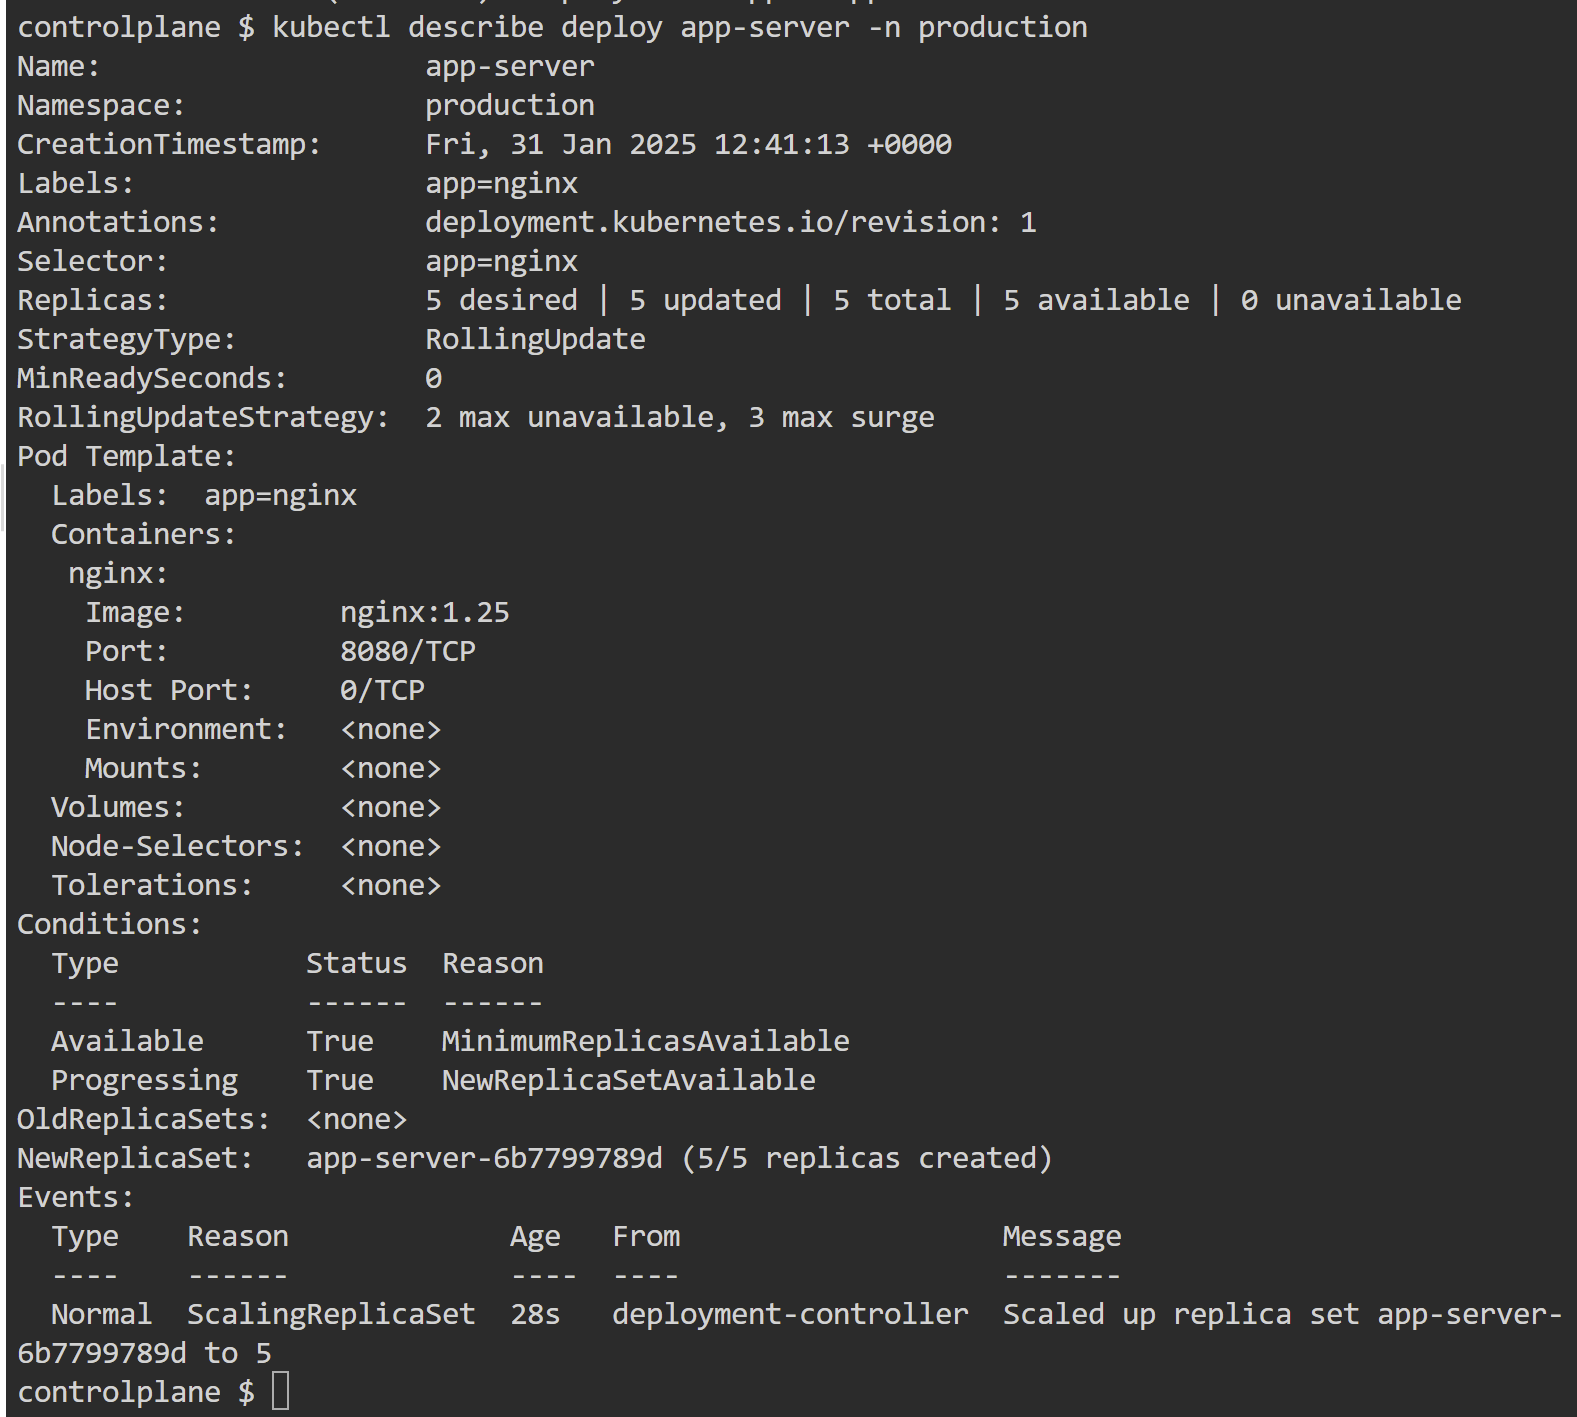 controlplane $ kubectl describe deploy app-server -n production
Name:                   app-server
Namespace:              production
CreationTimestamp:      Fri, 31 Jan 2025 12:41:13 +0000
Labels:                 app=nginx
Annotations:            deployment.kubernetes.io/revision: 1
Selector:               app=nginx
Replicas:               5 desired | 5 updated | 5 total | 5 available | 0 unavailable
StrategyType:           RollingUpdate
MinReadySeconds:        0
RollingUpdateStrategy:  2 max unavailable, 3 max surge
Pod Template:
  Labels:  app=nginx
  Containers:
   nginx:
    Image:         nginx:1.25
    Port:          8080/TCP
    Host Port:     0/TCP
    Environment:   <none>
    Mounts:        <none>
  Volumes:         <none>
  Node-Selectors:  <none>
  Tolerations:     <none>
Conditions:
  Type           Status  Reason
  ----           ------  ------
  Available      True    MinimumReplicasAvailable
  Progressing    True    NewReplicaSetAvailable
OldReplicaSets:  <none>
NewReplicaSet:   app-server-6b7799789d (5/5 replicas created)
Events:
  Type    Reason             Age   From                   Message
  ----    ------             ----  ----                   -------
  Normal  ScalingReplicaSet  28s   deployment-controller  Scaled up replica set app-server-
6b7799789d to 5
controlplane $